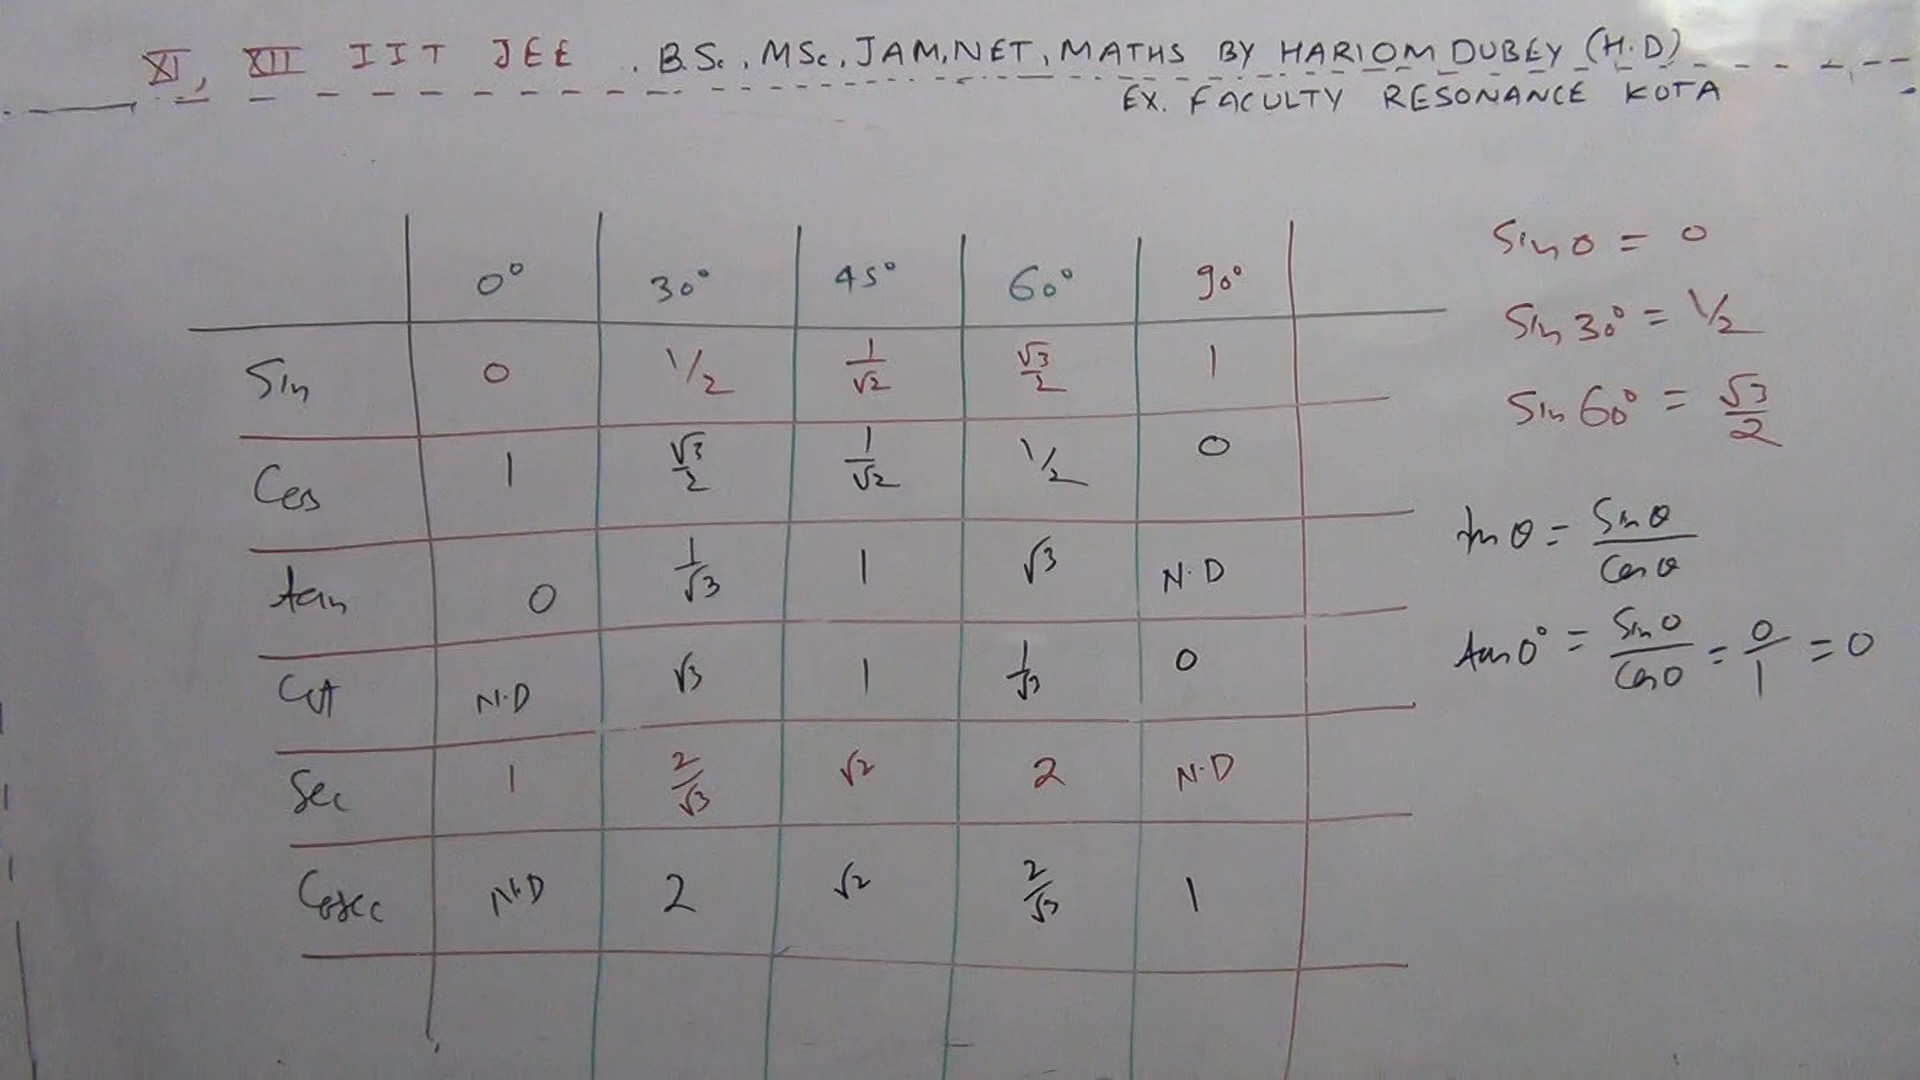 XI, XII IIT JEE . B.Sc, MSc, JAM, NET, MATHS BY HARIOM DUBEY (H.D)
EX. FACULTY RESONANCE KOTA
0° 30° 45° 60° 90°
Sin 0 1/2 1/√2 √3/2 1
Cos 1 √3/2 1/√2 1/2 0
tan 0 1/√3 1 √3 N.D
Cot N.D √3 1 1/√3 0
Sec 1 2/√3 √2 2 N.D
Cosec N.D 2 √2 2/√3 1
Sin 0 = 0
Sin 30° = 1/2
Sin 60° = √3/2
tan θ = Sin θ/Cos θ
tan 0° = Sin 0/Cos 0 = 0/1 = 0